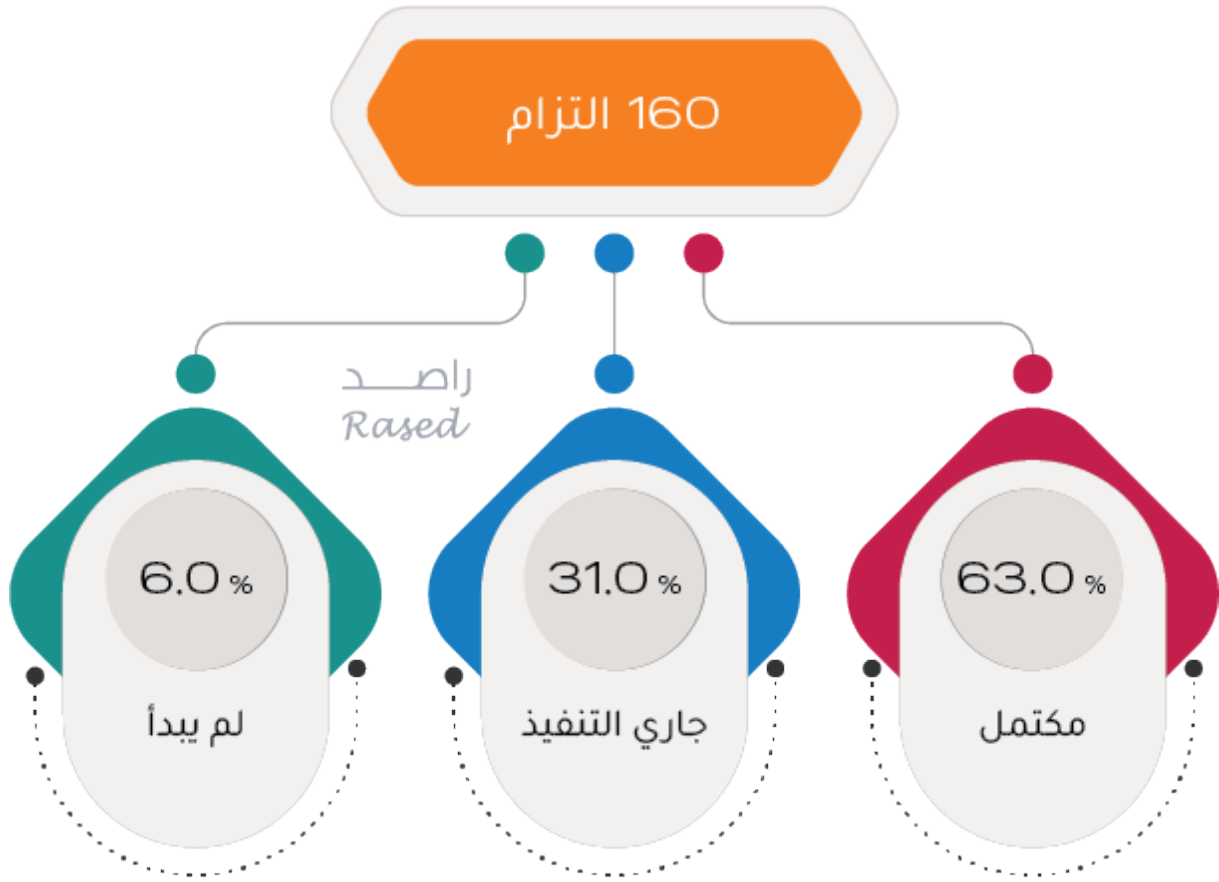 160 التزام
راصد
Rased
63.0 %
مكتمل
31.0 %
جاري التنفيذ
6.0 %
لم يبدأ